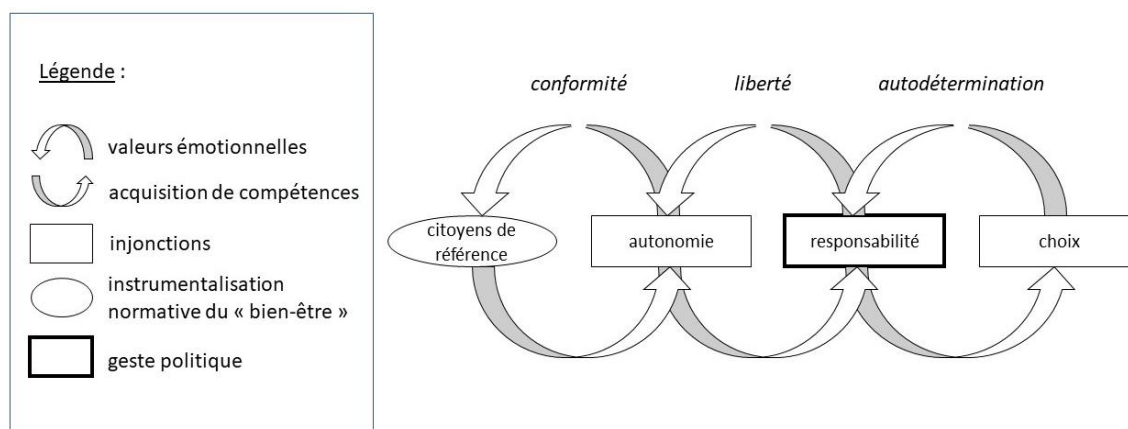 Légende :
valeurs émotionnelles
acquisition de compétences
injonctions
instrumentalisation
normative du « bien-être »
geste politique
conformité
liberté
autodétermination
citoyens de
référence
autonomie
responsabilité
choix